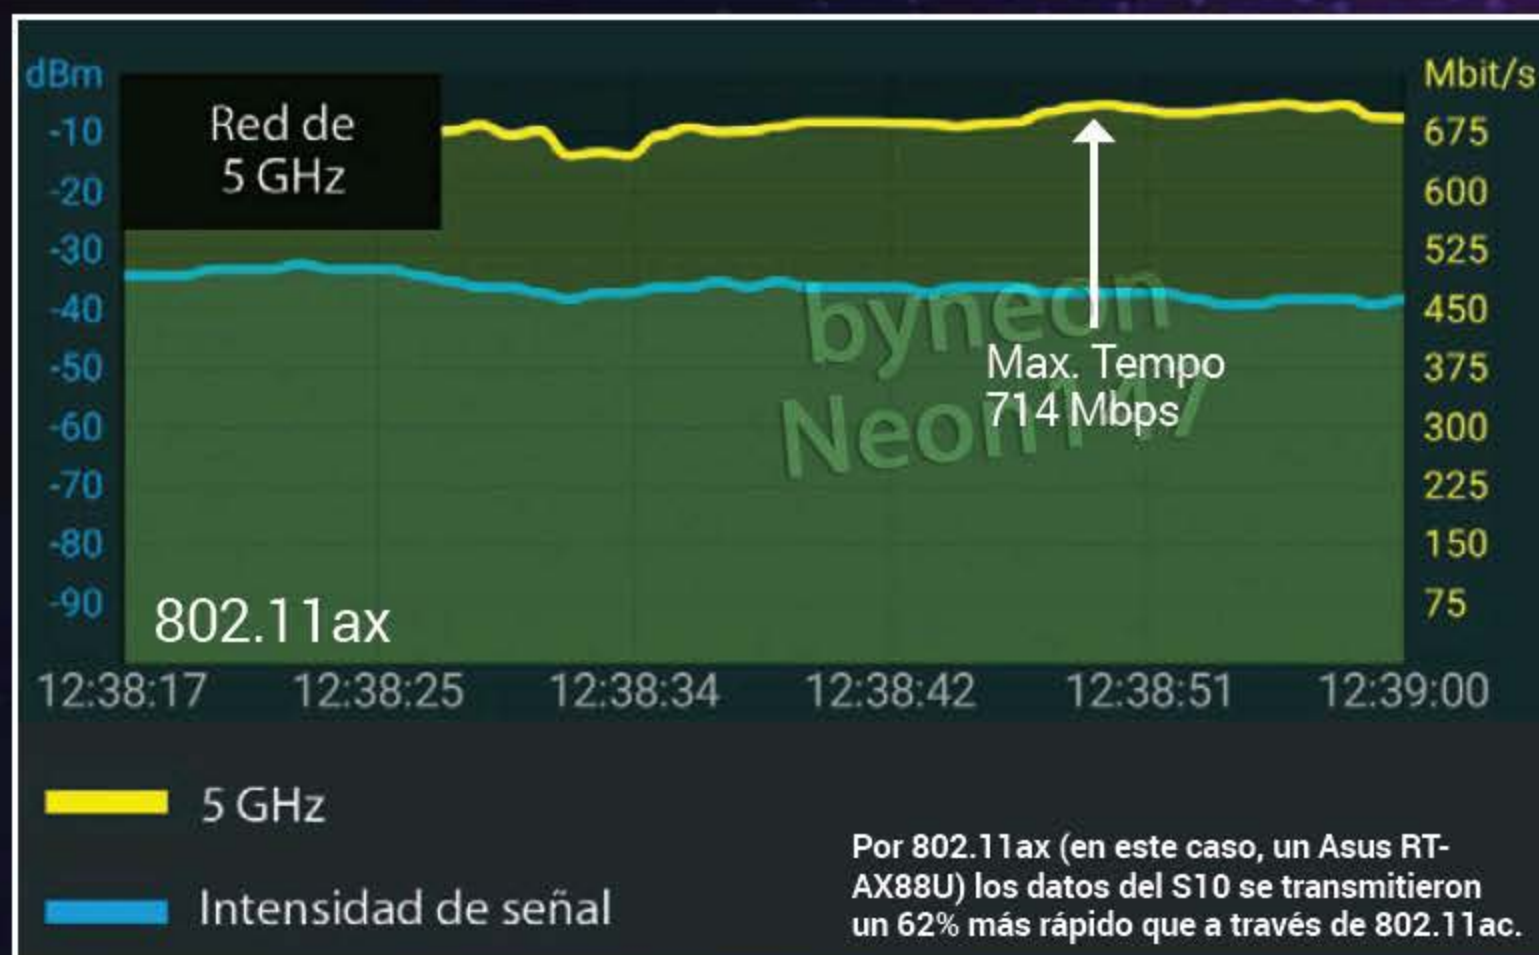 dBm
Mbit/s
Red de
5 GHz
-10
-20
-30
-40
-50
-60
-70
-80
-90
675
600
525
450
375
300
225
150
75
byneon
Neon147
Max. Tempo
714 Mbps
802.11ax
12:38:17 12:38:25 12:38:34 12:38:42 12:38:51 12:39:00
5 GHz
Intensidad de señal
Por 802.11ax (en este caso, un Asus RT-
AX88U) los datos del S10 se transmitieron
un 62% más rápido que a través de 802.11ac.